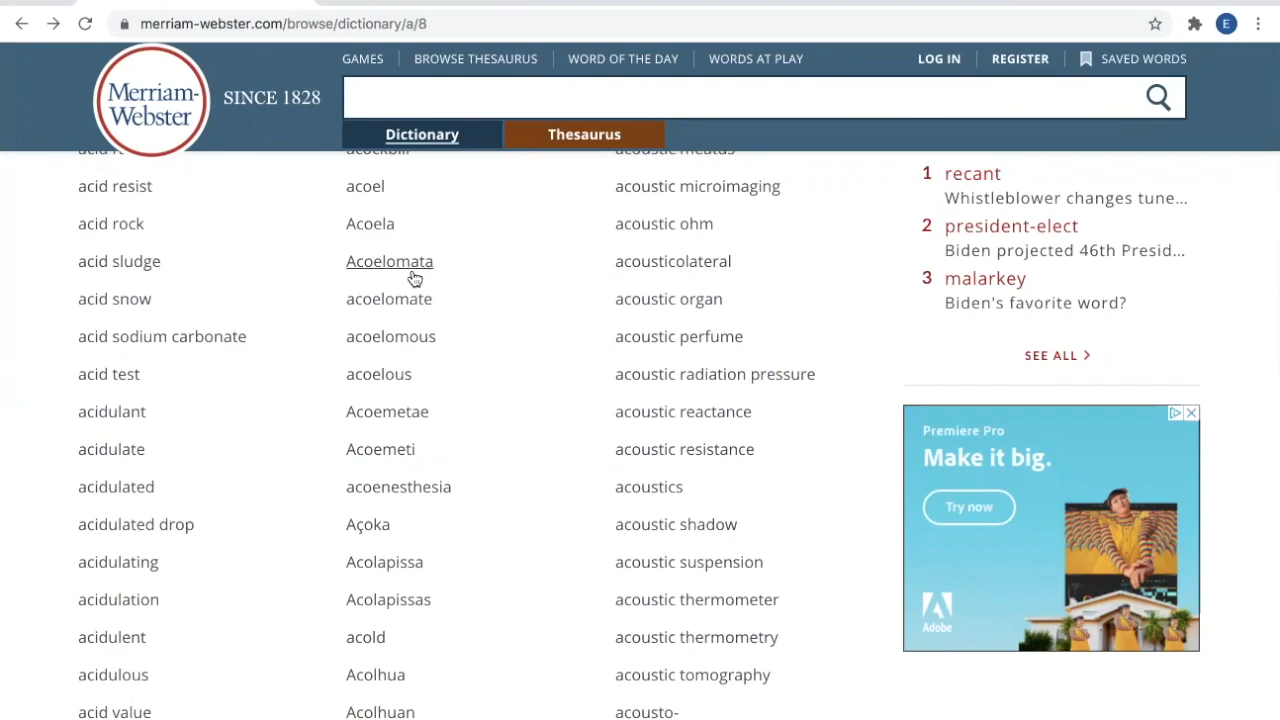 merriam-webster.com/browse/dictionary/a/8
E
GAMES
BROWSE THESAURUS
WORD OF THE DAY
WORDS AT PLAY
LOG IN
REGISTER
SAVED WORDS
Merriam-
Webster
SINCE 1828
Dictionary
Thesaurus
acid resist
acid rock
acid sludge
acid snow
acid sodium carbonate
acid test
acidulant
acidulate
acidulated
acidulated drop
acidulating
acidulation
acidulent
acidulous
acid value
acockbill
acoel
Acoela
Acoelomata
acoelomate
acoelomous
acoelous
Acoemetae
Acoemeti
acoenesthesia
Açoka
Acolapissa
Acolapissas
acold
Acolhua
Acolhuan
acoustic meatus
acoustic microimaging
acoustic ohm
acousticolateral
acoustic organ
acoustic perfume
acoustic radiation pressure
acoustic reactance
acoustic resistance
acoustics
acoustic shadow
acoustic suspension
acoustic thermometer
acoustic thermometry
acoustic tomography
acousto-
1 recant
Whistleblower changes tune...
2 president-elect
Biden projected 46th Presid...
3 malarkey
Biden's favorite word?
SEE ALL >
Premiere Pro
Make it big.
Try now
Adobe